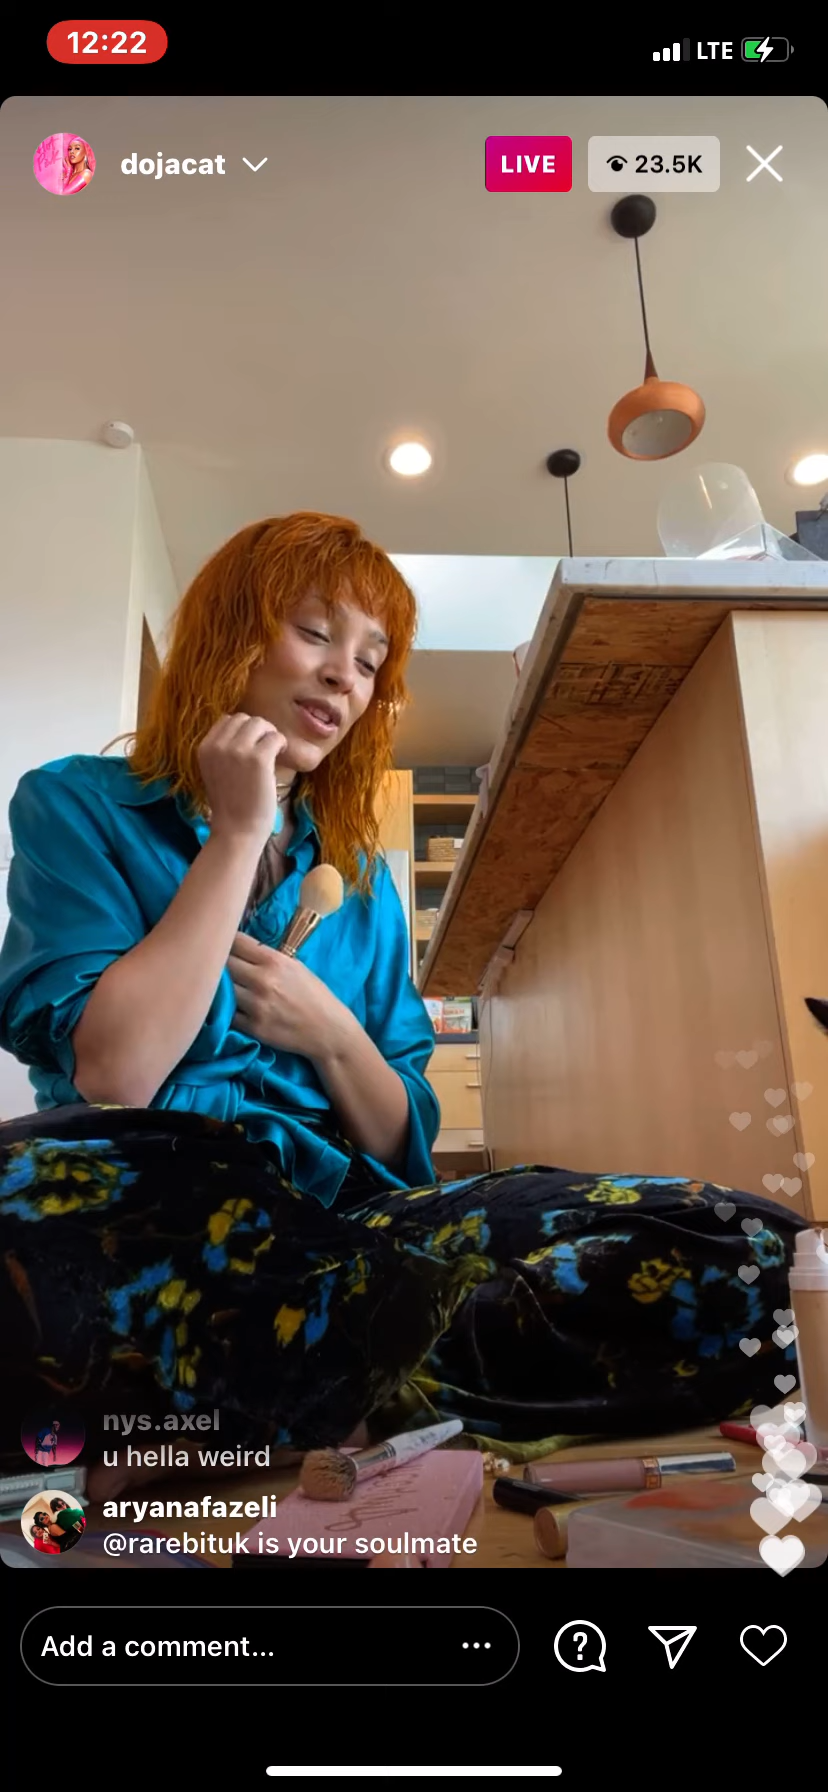 12:22
LTE
dojacat
LIVE
23.5K
nys.axel
u hella weird
aryanafazeli
@rarebituk is your soulmate
Add a comment...